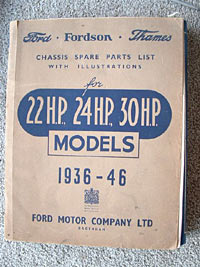 Ford · Fordson · Thames
CHASSIS SPARE PARTS LIST
WITH ILLUSTRATIONS
for
22 H.P. 24 H.P. 30 H.P.
MODELS
1936-46
FORD MOTOR COMPANY LTD
DAGENHAM